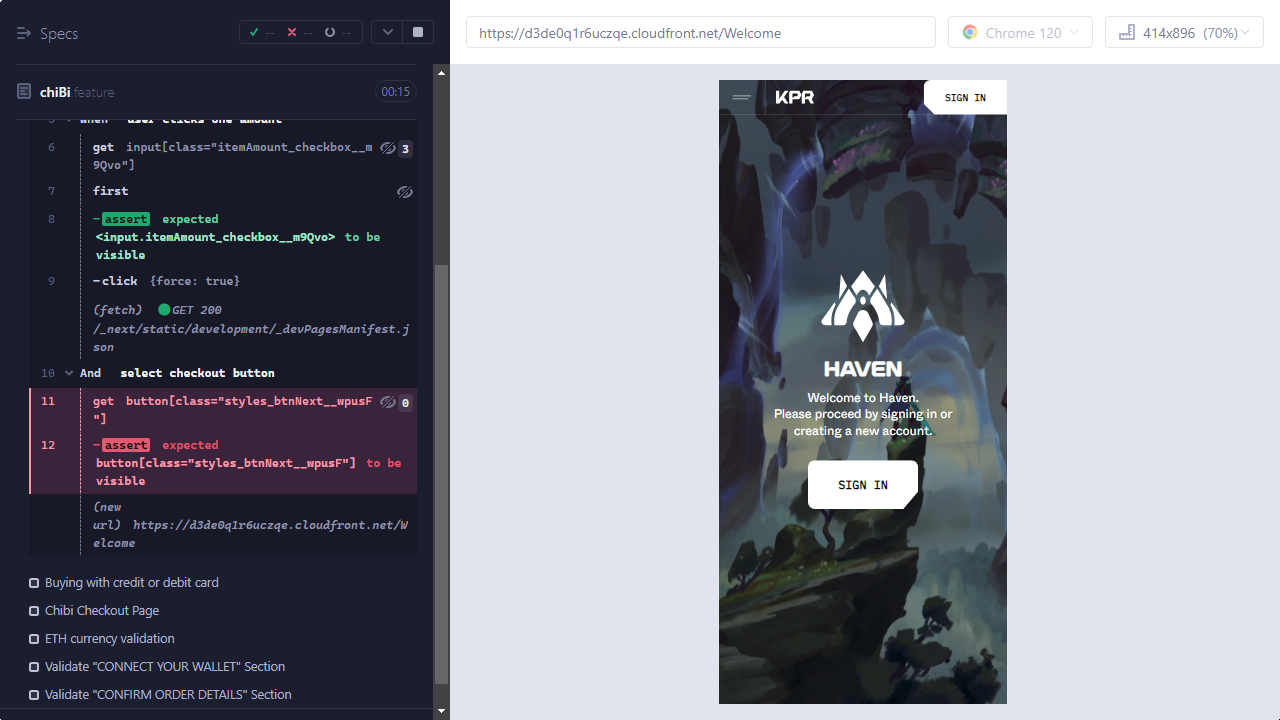 Specs
-- -- --
https://d3de0q1r6uczqe.cloudfront.net/Welcome
Chrome 120
414x896 (70%)
chiBi.feature
00:15
5 When user clicks one amount
6 get input[class="itemAmount_checkbox__m 3
9Qvo"]
7 first
8 -assert expected
<input.itemAmount_checkbox__m9Qvo> to be
visible
9 -click {force: true}
(fetch) GET 200
/_next/static/development/_devPagesManifest.j
son
10 And select checkout button
11 get button[class="styles_btnNext__wpusF 0
"]
12 -assert expected
button[class="styles_btnNext__wpusF"] to be
visible
(new
url) https://d3de0q1r6uczqe.cloudfront.net/W
elcome
Buying with credit or debit card
Chibi Checkout Page
ETH currency validation
Validate "CONNECT YOUR WALLET" Section
Validate "CONFIRM ORDER DETAILS" Section
KPR
SIGN IN
HAVEN
Welcome to Haven.
Please proceed by signing in or
creating a new account.
SIGN IN